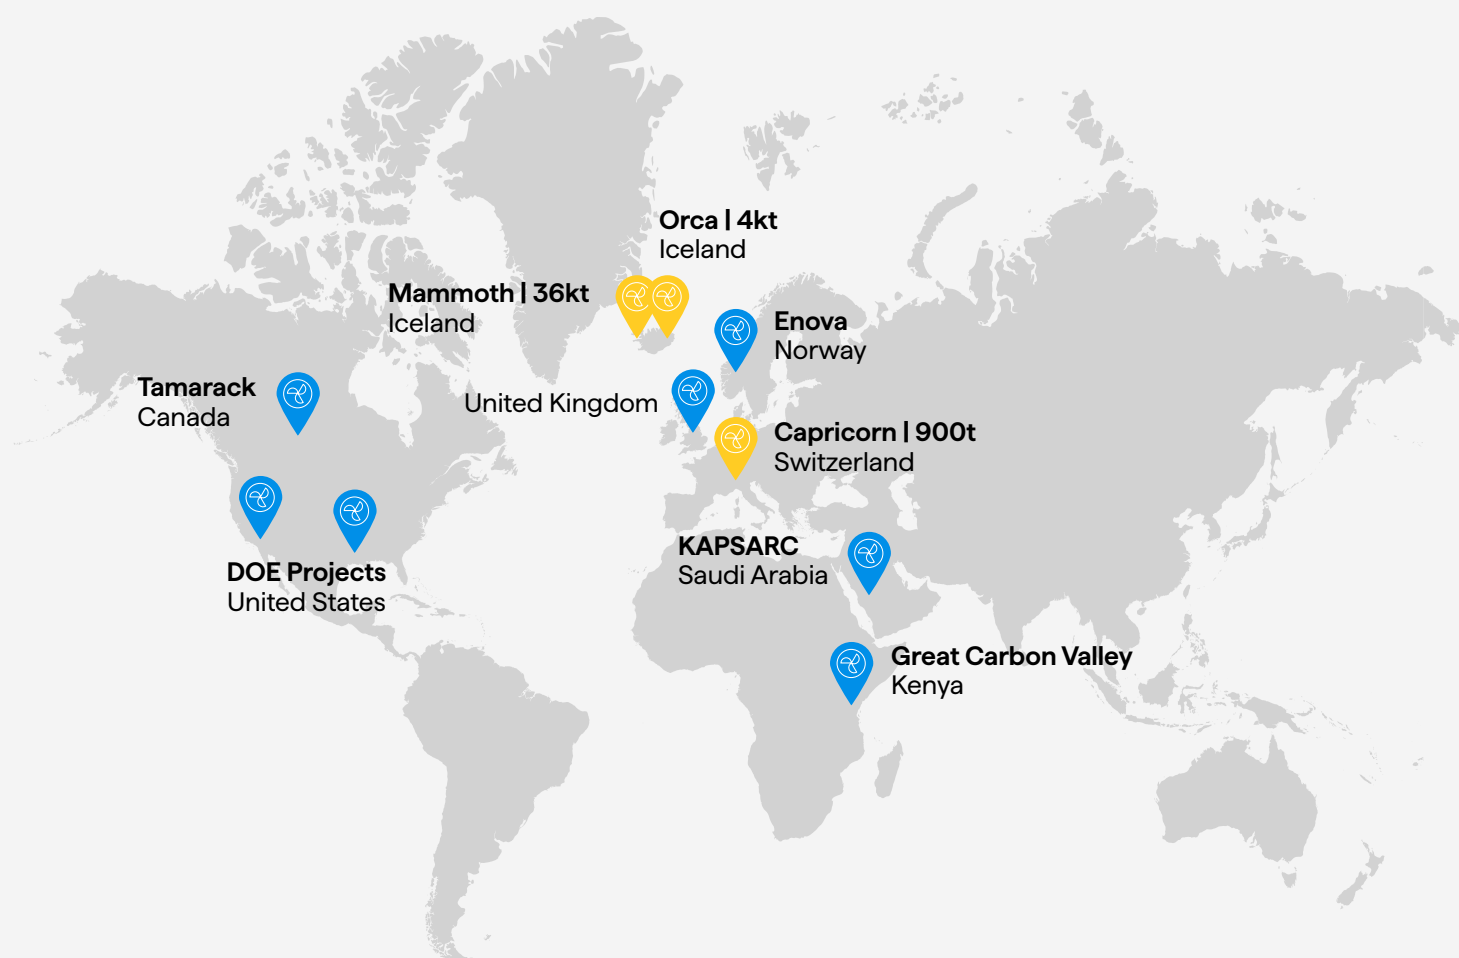 Orca | 4kt
Iceland
Mammoth | 36kt
Iceland
Enova
Norway
Tamarack
Canada
United Kingdom
Capricorn | 900t
Switzerland
KAPSARC
Saudi Arabia
DOE Projects
United States
Great Carbon Valley
Kenya